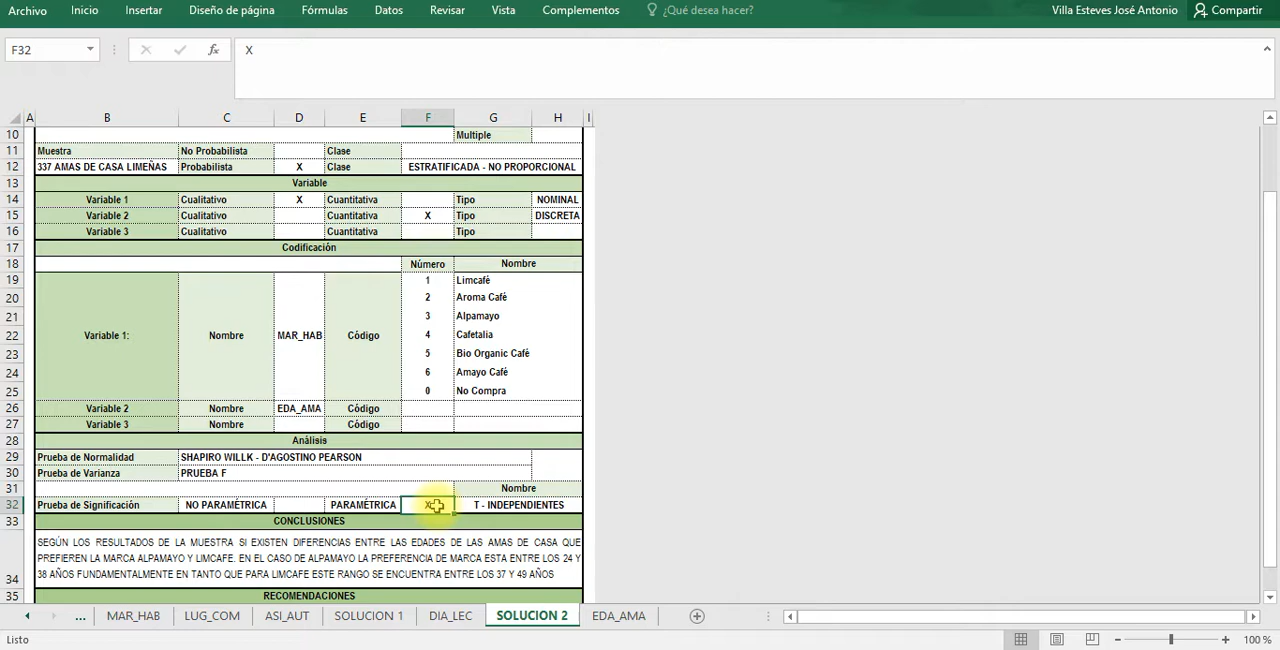 Archivo Inicio Insertar Diseño de página Fórmulas Datos Revisar Vista Complementos ¿Qué desea hacer? Villa Esteves José Antonio Compartir
F32 fx X
A B C D E F G H I
10 Multiple
11 Muestra No Probabilista Clase
12 337 AMAS DE CASA LIMEÑAS Probabilista X Clase ESTRATIFICADA - NO PROPORCIONAL
13 Variable
14 Variable 1 Cualitativo X Cuantitativa Tipo NOMINAL
15 Variable 2 Cualitativo Cuantitativa X Tipo DISCRETA
16 Variable 3 Cualitativo Cuantitativa Tipo
17 Codificación
18 Número Nombre
19 1 Limcafé
20 2 Aroma Café
21 3 Alpamayo
22 Variable 1: Nombre MAR_HAB Código 4 Cafetalia
23 5 Bio Organic Café
24 6 Amayo Café
25 0 No Compra
26 Variable 2 Nombre EDA_AMA Código
27 Variable 3 Nombre Código
28 Análisis
29 Prueba de Normalidad SHAPIRO WILLK - D'AGOSTINO PEARSON
30 Prueba de Varianza PRUEBA F
31 Nombre
32 Prueba de Significación NO PARAMÉTRICA PARAMÉTRICA X T - INDEPENDIENTES
33 CONCLUSIONES
SEGÚN LOS RESULTADOS DE LA MUESTRA SI EXISTEN DIFERENCIAS ENTRE LAS EDADES DE LAS AMAS DE CASA QUE
PREFIEREN LA MARCA ALPAMAYO Y LIMCAFE. EN EL CASO DE ALPAMAYO LA PREFERENCIA DE MARCA ESTA ENTRE LOS 24 Y
34 38 AÑOS FUNDAMENTALMENTE EN TANTO QUE PARA LIMCAFE ESTE RANGO SE ENCUENTRA ENTRE LOS 37 Y 49 AÑOS
35 RECOMENDACIONES
... MAR_HAB LUG_COM ASI_AUT SOLUCION 1 DIA_LEC SOLUCION 2 EDA_AMA
Listo 100 %